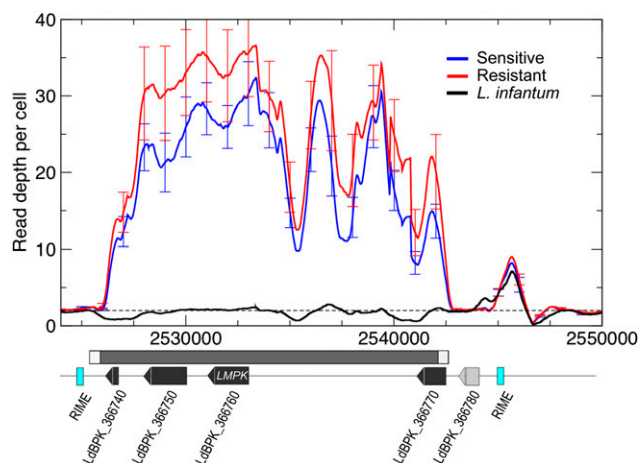 40
30
20
10
0
Read depth per cell
Sensitive
Resistant
L. infantum
2530000
2540000
2550000
LMPK
RIME
LdBPK_366740
LdBPK_366750
LdBPK_366760
LdBPK_366770
LdBPK_366780
RIME